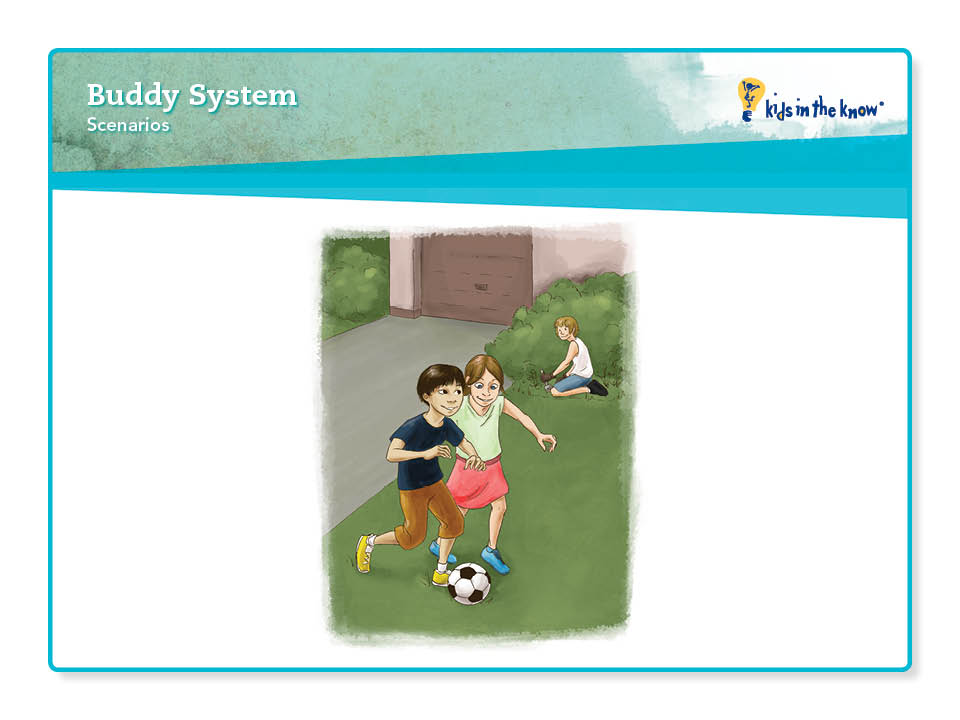 Buddy System
Scenarios
kids in the know®